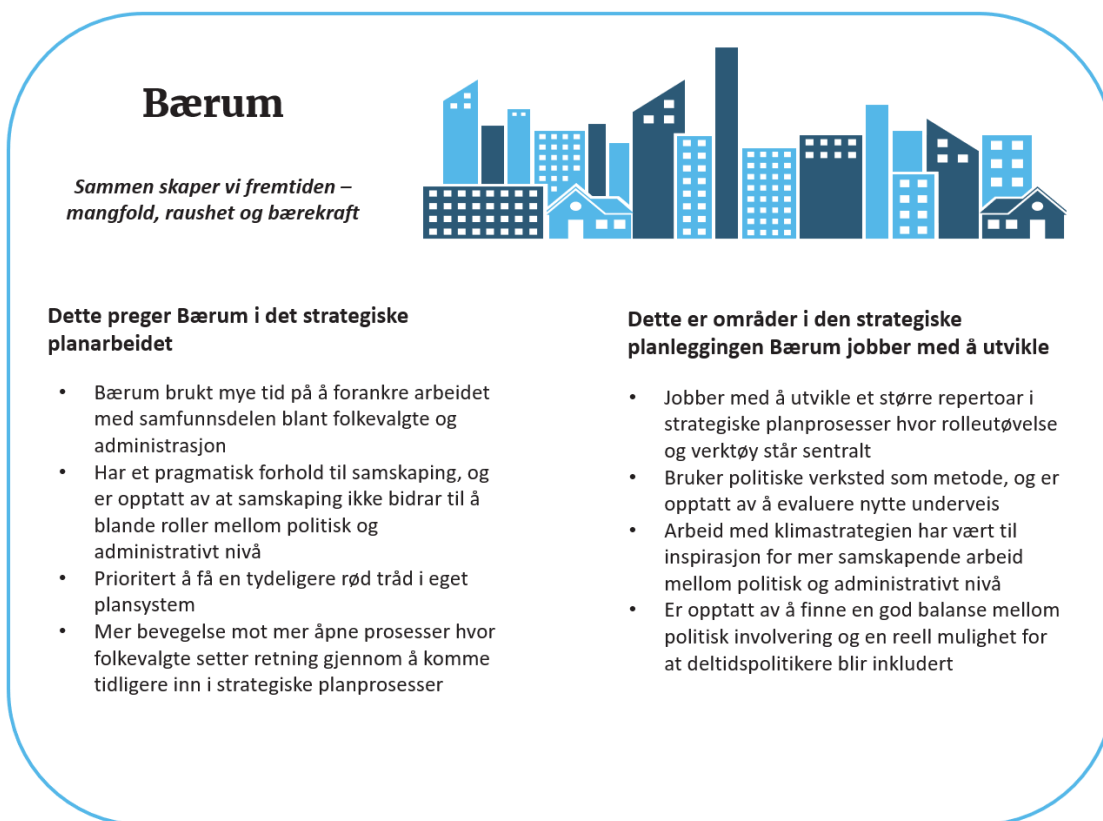 Bærum
Sammen skaper vi fremtiden –
mangfold, raushet og bærekraft
Dette preger Bærum i det strategiske
planarbeidet
• Bærum brukt mye tid på å forankre arbeidet
med samfunnsdelen blant folkevalgte og
administrasjon
• Har et pragmatisk forhold til samskaping, og
er opptatt av at samskaping ikke bidrar til å
blande roller mellom politisk og
administrativt nivå
• Prioritert å få en tydeligere rød tråd i eget
plansystem
• Mer bevegelse mot mer åpne prosesser hvor
folkevalgte setter retning gjennom å komme
tidligere inn i strategiske planprosesser
Dette er områder i den strategiske
planleggingen Bærum jobber med å utvikle
• Jobber med å utvikle et større repertoar i
strategiske planprosesser hvor rolleutøvelse
og verktøy står sentralt
• Bruker politiske verksted som metode, og er
opptatt av å evaluere nytte underveis
• Arbeid med klimastrategien har vært til
inspirasjon for mer samskapende arbeid
mellom politisk og administrativt nivå
• Er opptatt av å finne en god balanse mellom
politisk involvering og en reell mulighet for
at deltidspolitikere blir inkludert